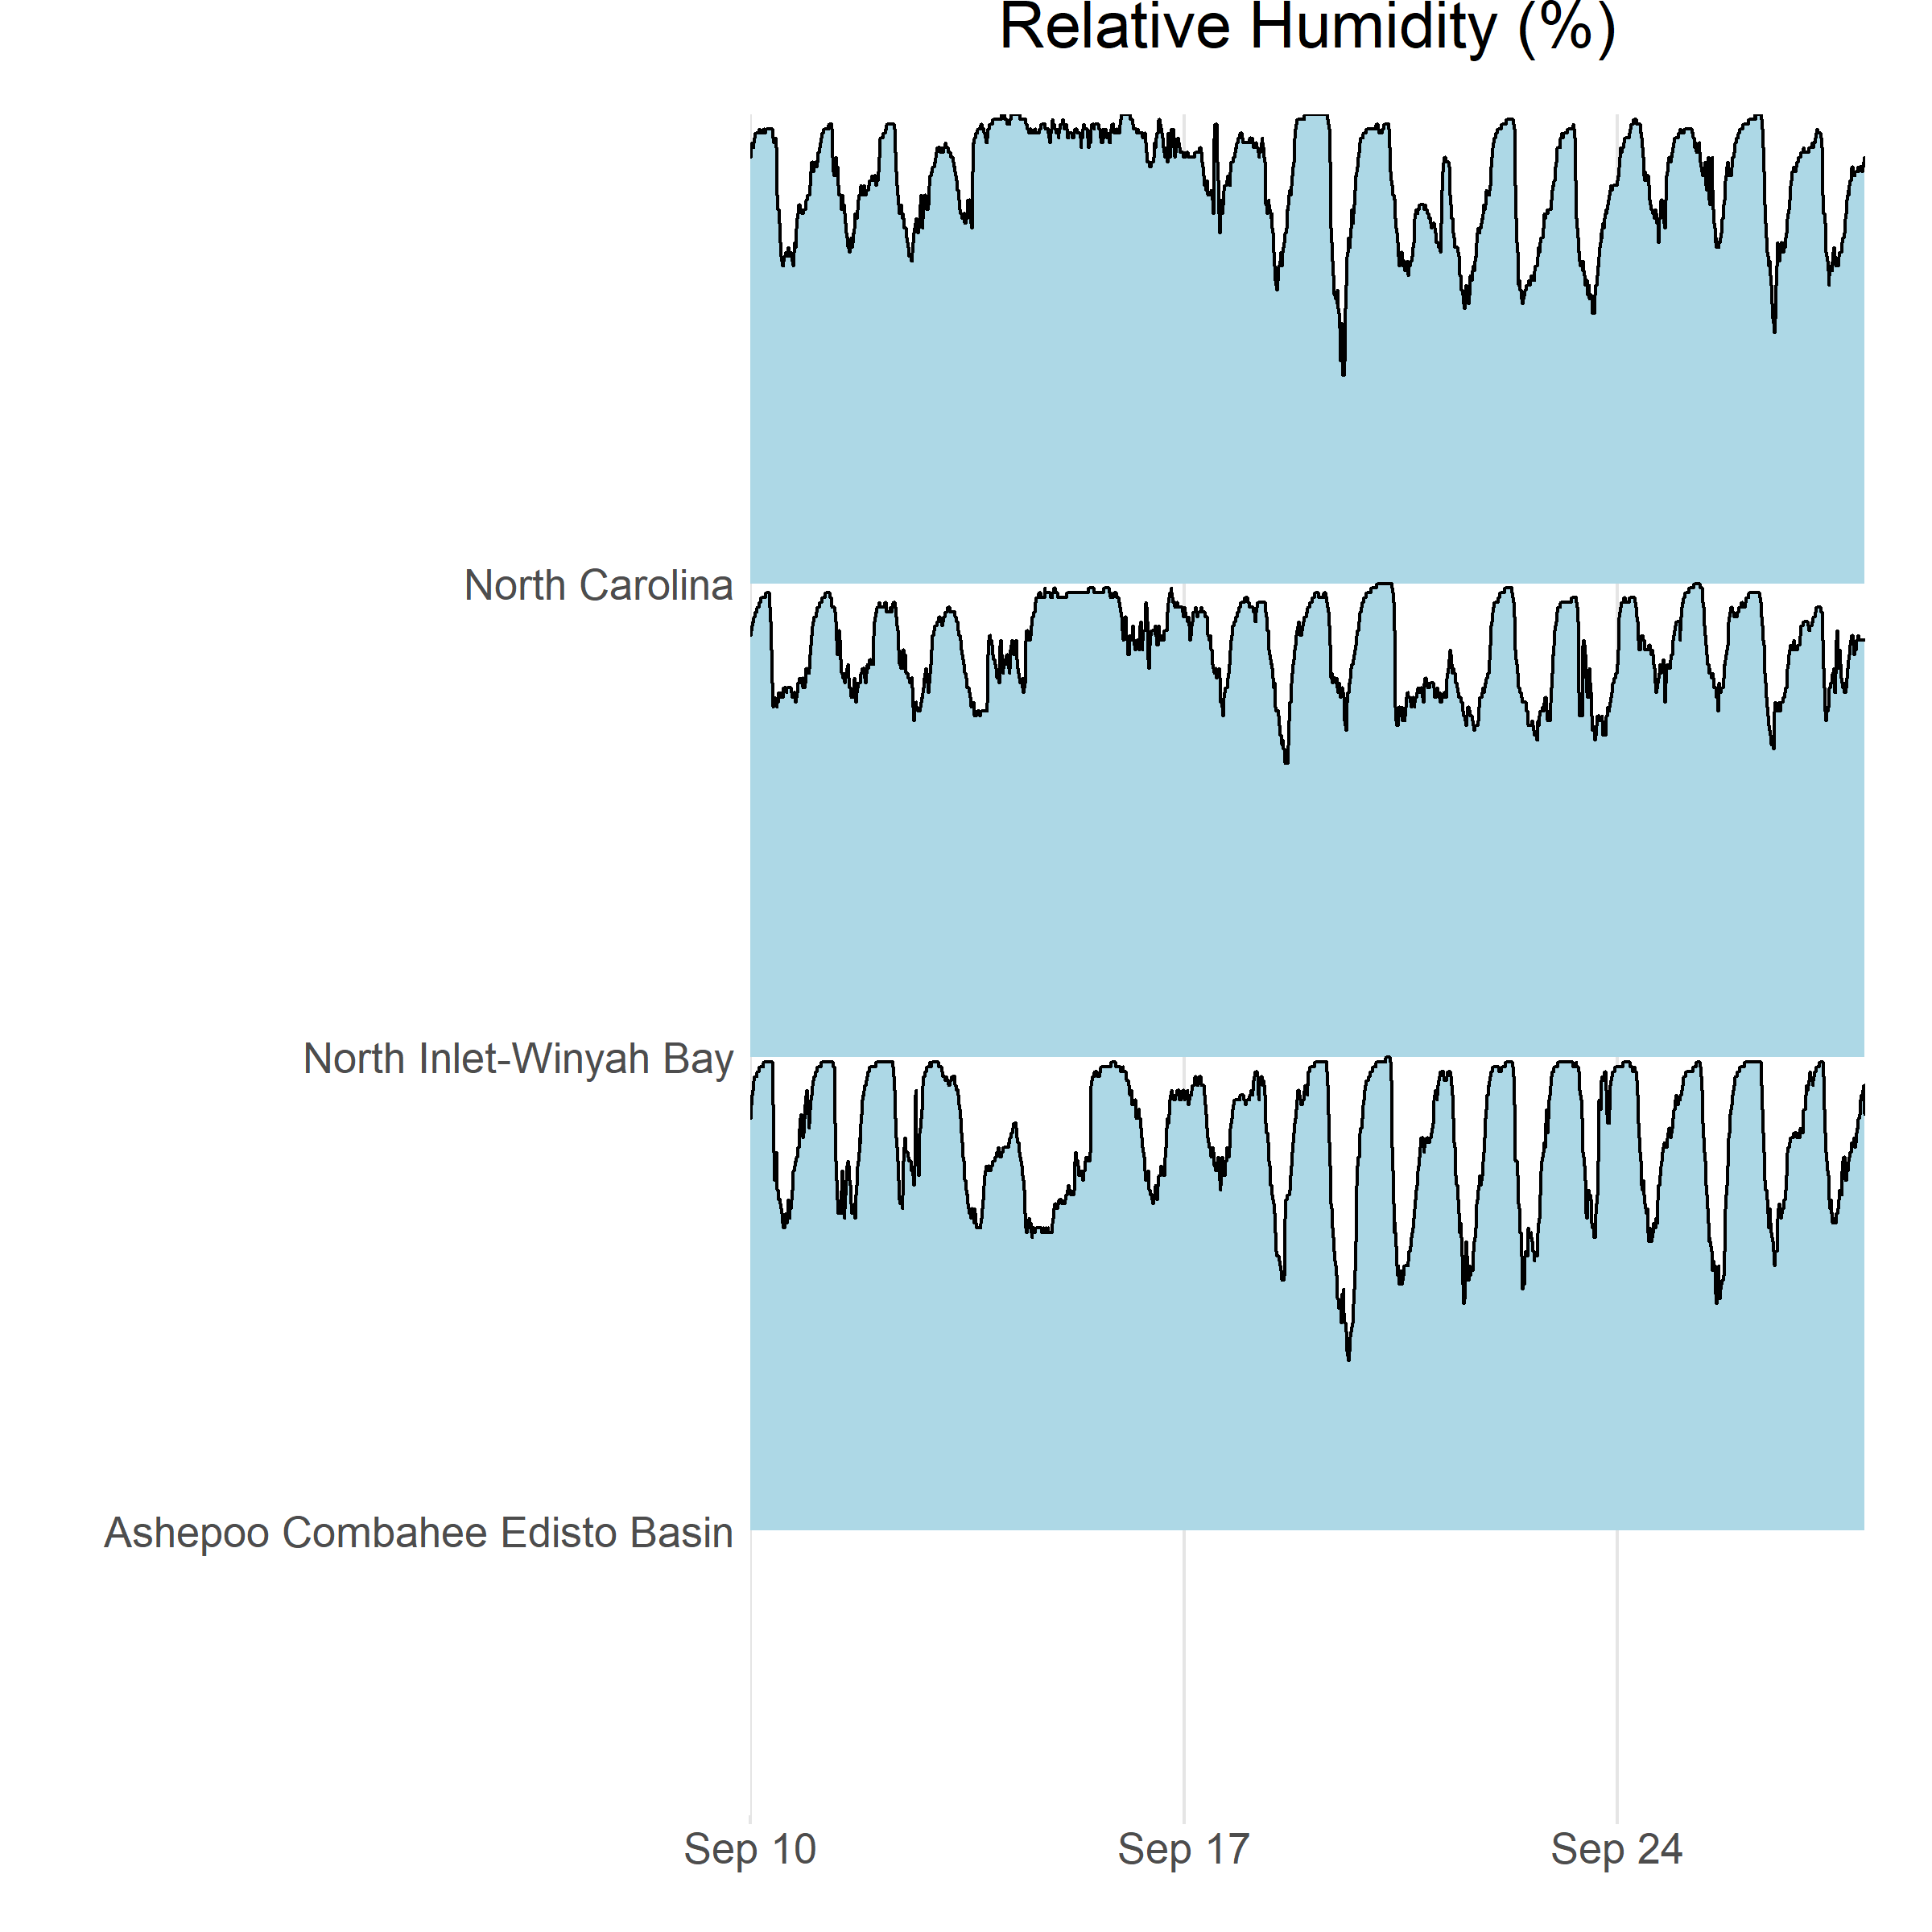 Relative Humidity (%)
North Carolina
North Inlet-Winyah Bay
Ashepoo Combahee Edisto Basin
Sep 10
Sep 17
Sep 24